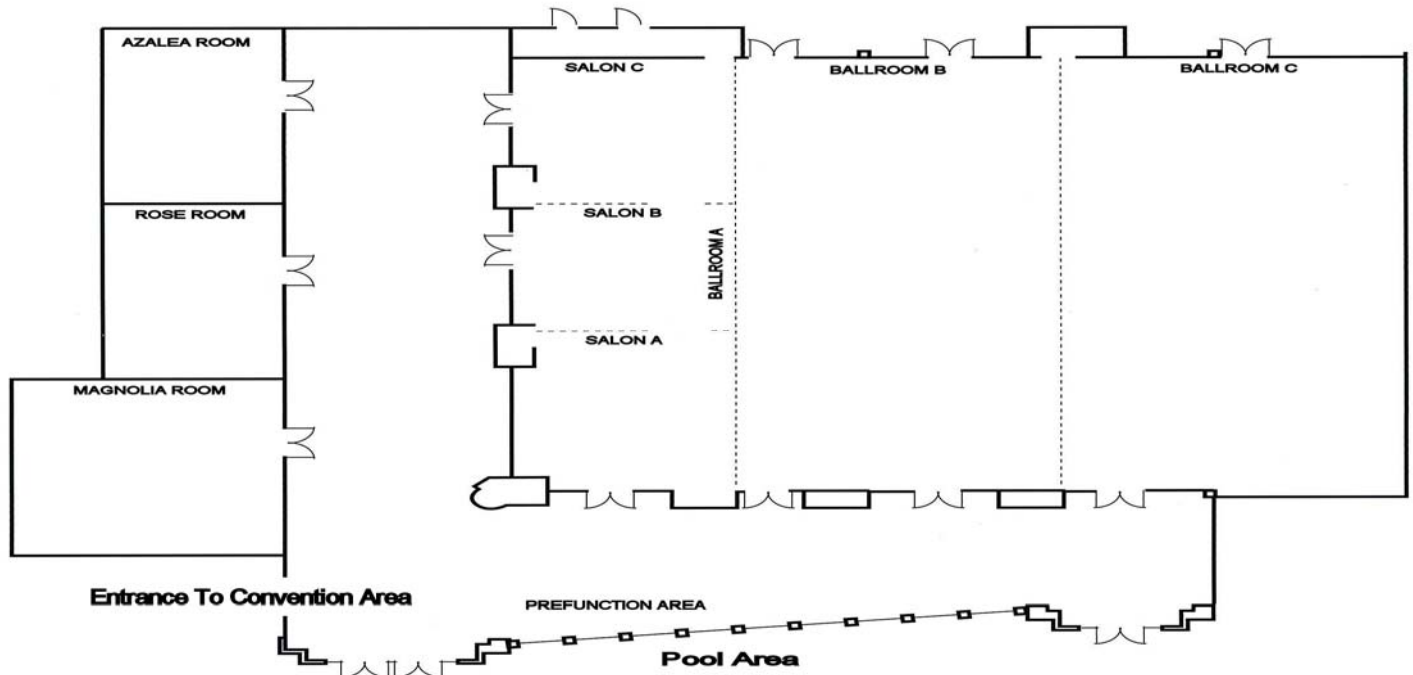 AZALEA ROOM
SALON C
BALLROOM B
BALLROOM C
ROSE ROOM
SALON B
BALLROOM A
SALON A
MAGNOLIA ROOM
Entrance To Convention Area
PREFUNCTION AREA
Pool Area